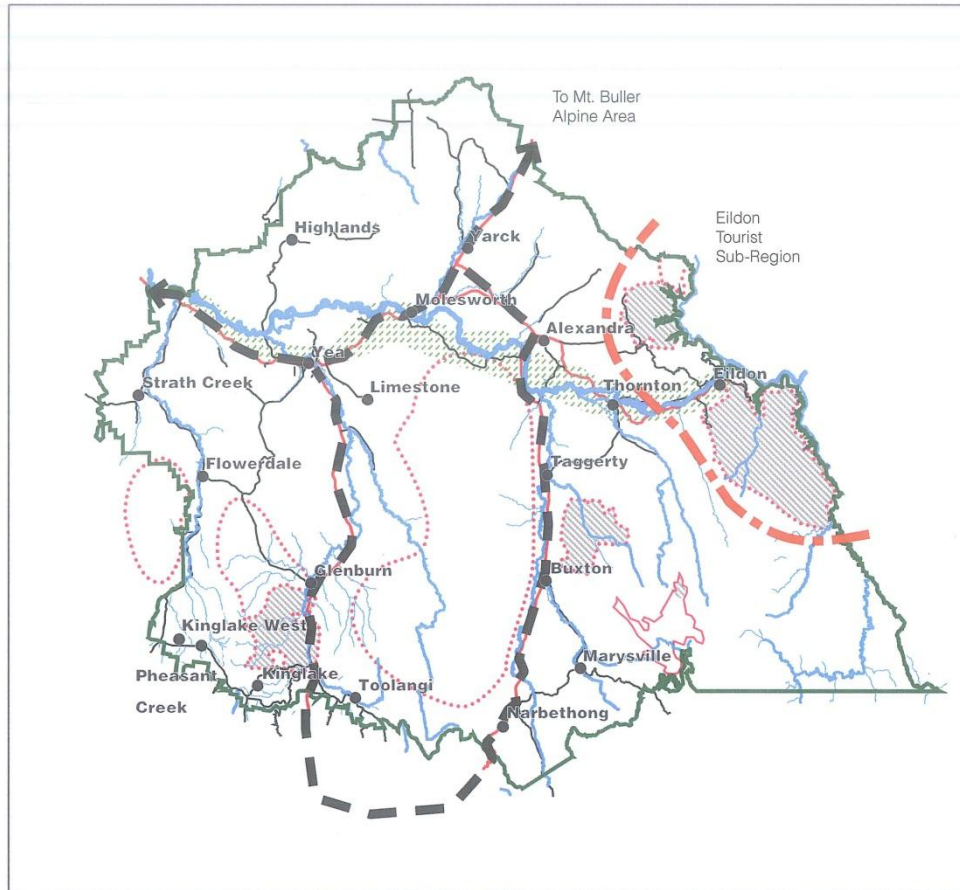 To Mt. Buller
Alpine Area
Eildon
Tourist
Sub-Region
Highlands
Yarck
Molesworth
Alexandra
Yea
Strath Creek
Limestone
Thornton
Eildon
Flowerdale
Taggerty
Glenburn
Buxton
Kinglake West
Pheasant
Creek
Kinglake
Toolangi
Marysville
Narbethong